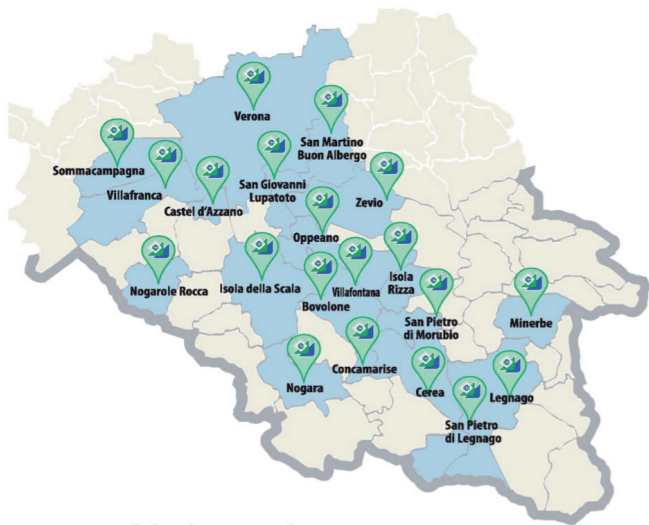 Verona
San Martino
Buon Albergo
Sommacampagna
Villafranca
San Giovanni
Lupatoto
Castel d'Azzano
Zevio
Oppeano
Nogarole Rocca
Isola della Scala
Villafontana
Isola
Rizza
Bovolone
San Pietro
di Morubio
Minerbe
Concamarise
Nogara
Cerea
Legnago
San Pietro
di Legnago